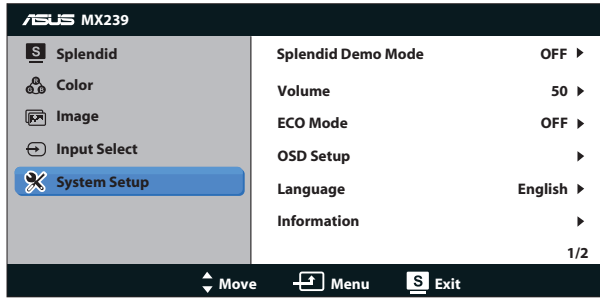 ASUS MX239
S Splendid
Color
Image
Input Select
System Setup
Splendid Demo Mode OFF
Volume 50
ECO Mode OFF
OSD Setup
Language English
Information
1/2
Move Menu S Exit